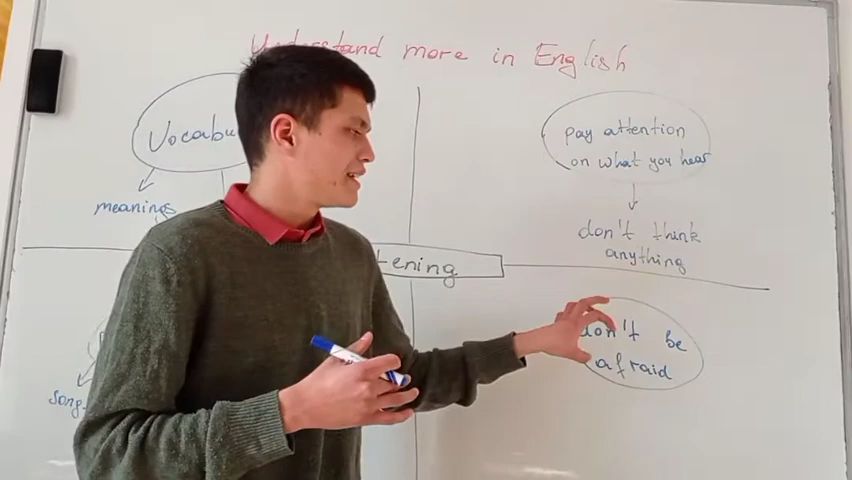 Understand more in English
Vocabu
meanings
pay attention
on what you hear
don't think
anything
tening
don't be
afraid
song